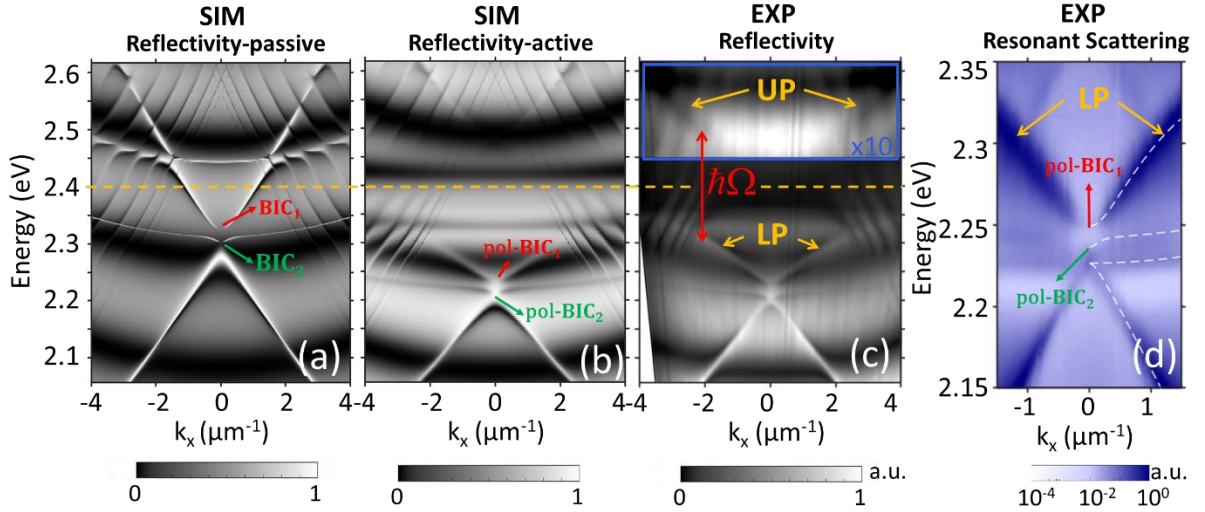 SIM
Reflectivity-passive
SIM
Reflectivity-active
EXP
Reflectivity
EXP
Resonant Scattering
Energy (eV)
2.6
2.5
2.4
2.3
2.2
2.1
BIC₁
BIC₂
(a)
-4 -2 0 2 4
kₓ (µm⁻¹)
0 1
pol-BIC₁
pol-BIC₂
(b)
-4 -2 0 2 4
kₓ (µm⁻¹)
0 1
UP
x10
ħΩ
LP
(c)
-4 -2 0 2 4
kₓ (µm⁻¹)
a.u.
0 1
Energy (eV)
2.35
2.3
2.25
2.2
2.15
LP
pol-BIC₁
pol-BIC₂
(d)
-1 0 1
kₓ (µm⁻¹)
a.u.
10⁻⁴ 10⁻² 10⁰